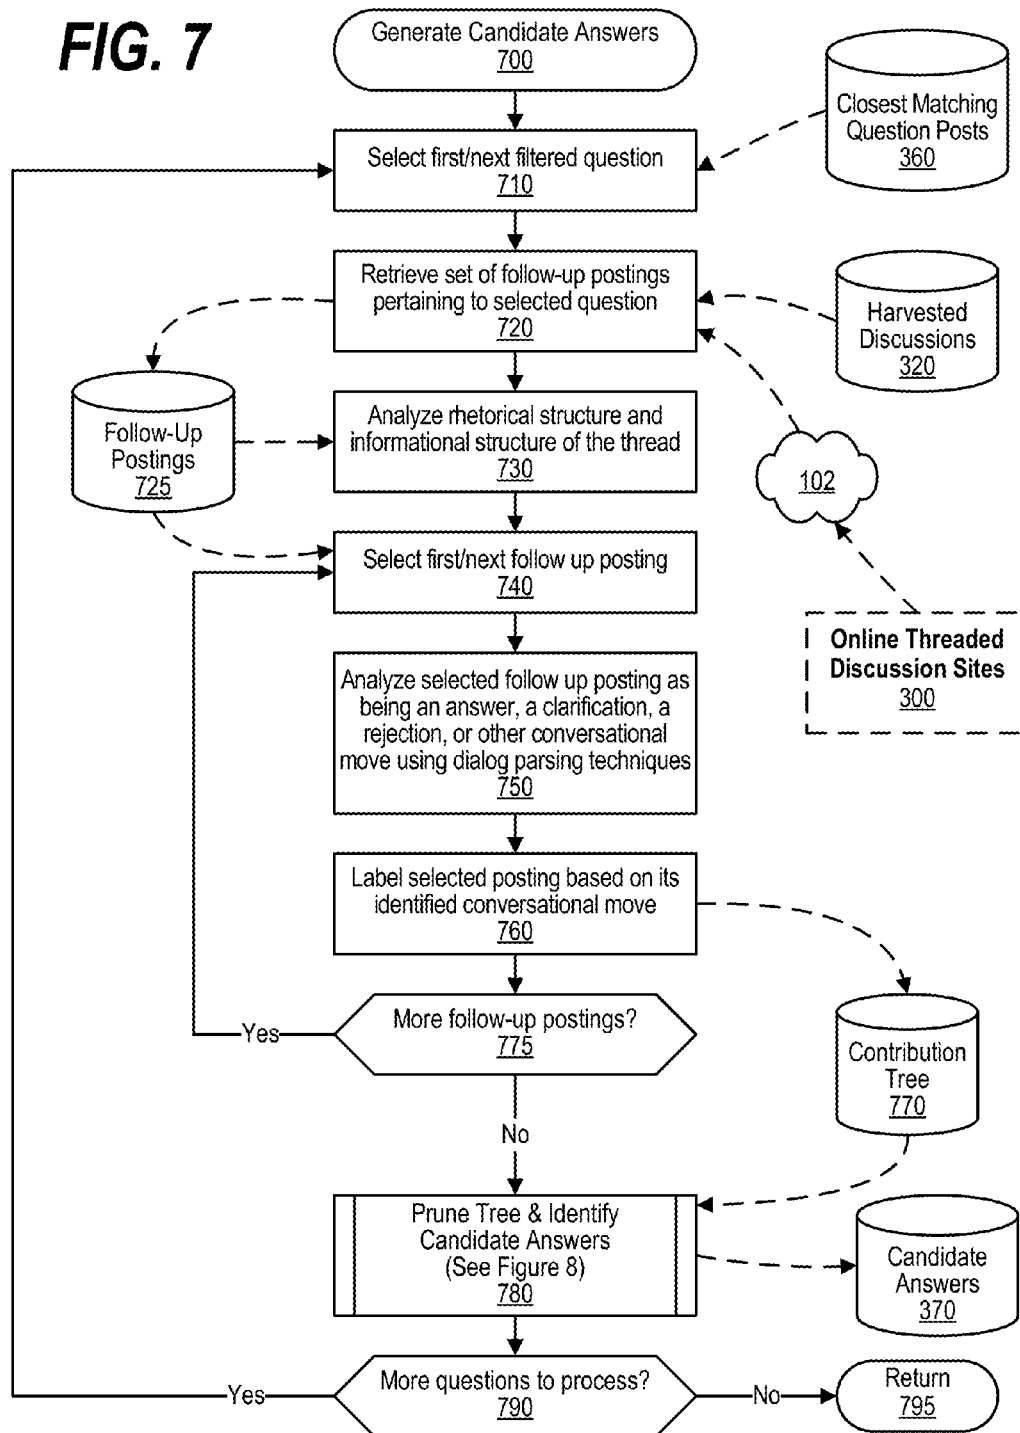 FIG. 7
Generate Candidate Answers
700
Closest Matching
Question Posts
360
Select first/next filtered question
710
Retrieve set of follow-up postings
pertaining to selected question
720
Harvested
Discussions
320
Follow-Up
Postings
725
Analyze rhetorical structure and
informational structure of the thread
730
102
Select first/next follow up posting
740
Online Threaded
Discussion Sites
300
Analyze selected follow up posting as
being an answer, a clarification, a
rejection, or other conversational
move using dialog parsing techniques
750
Label selected posting based on its
identified conversational move
760
Yes
More follow-up postings?
775
Contribution
Tree
770
No
Prune Tree & Identify
Candidate Answers
(See Figure 8)
780
Candidate
Answers
370
Yes
More questions to process?
790
No
Return
795